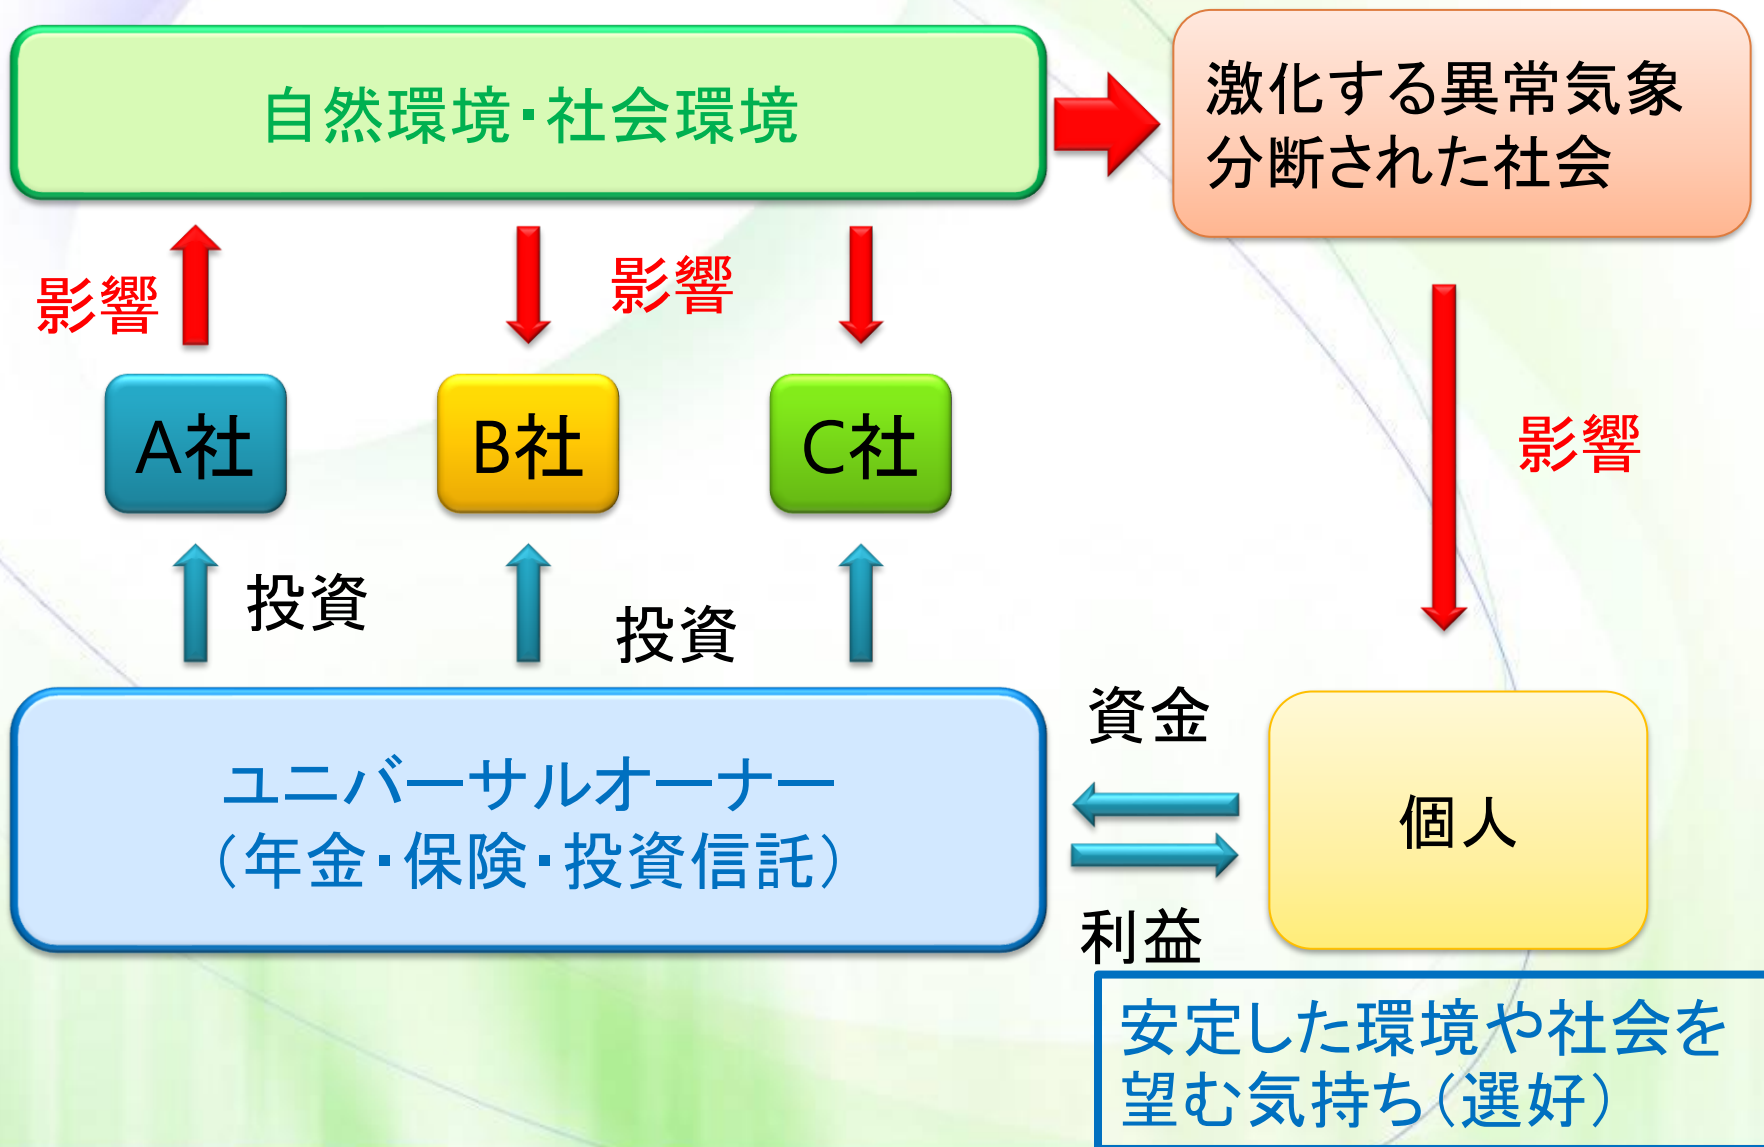 自然環境・社会環境
激化する異常気象
分断された社会
影響
影響
A社
B社
C社
影響
投資
投資
ユニバーサルオーナー
（年金・保険・投資信託）
資金
利益
個人
安定した環境や社会を
望む気持ち（選好）